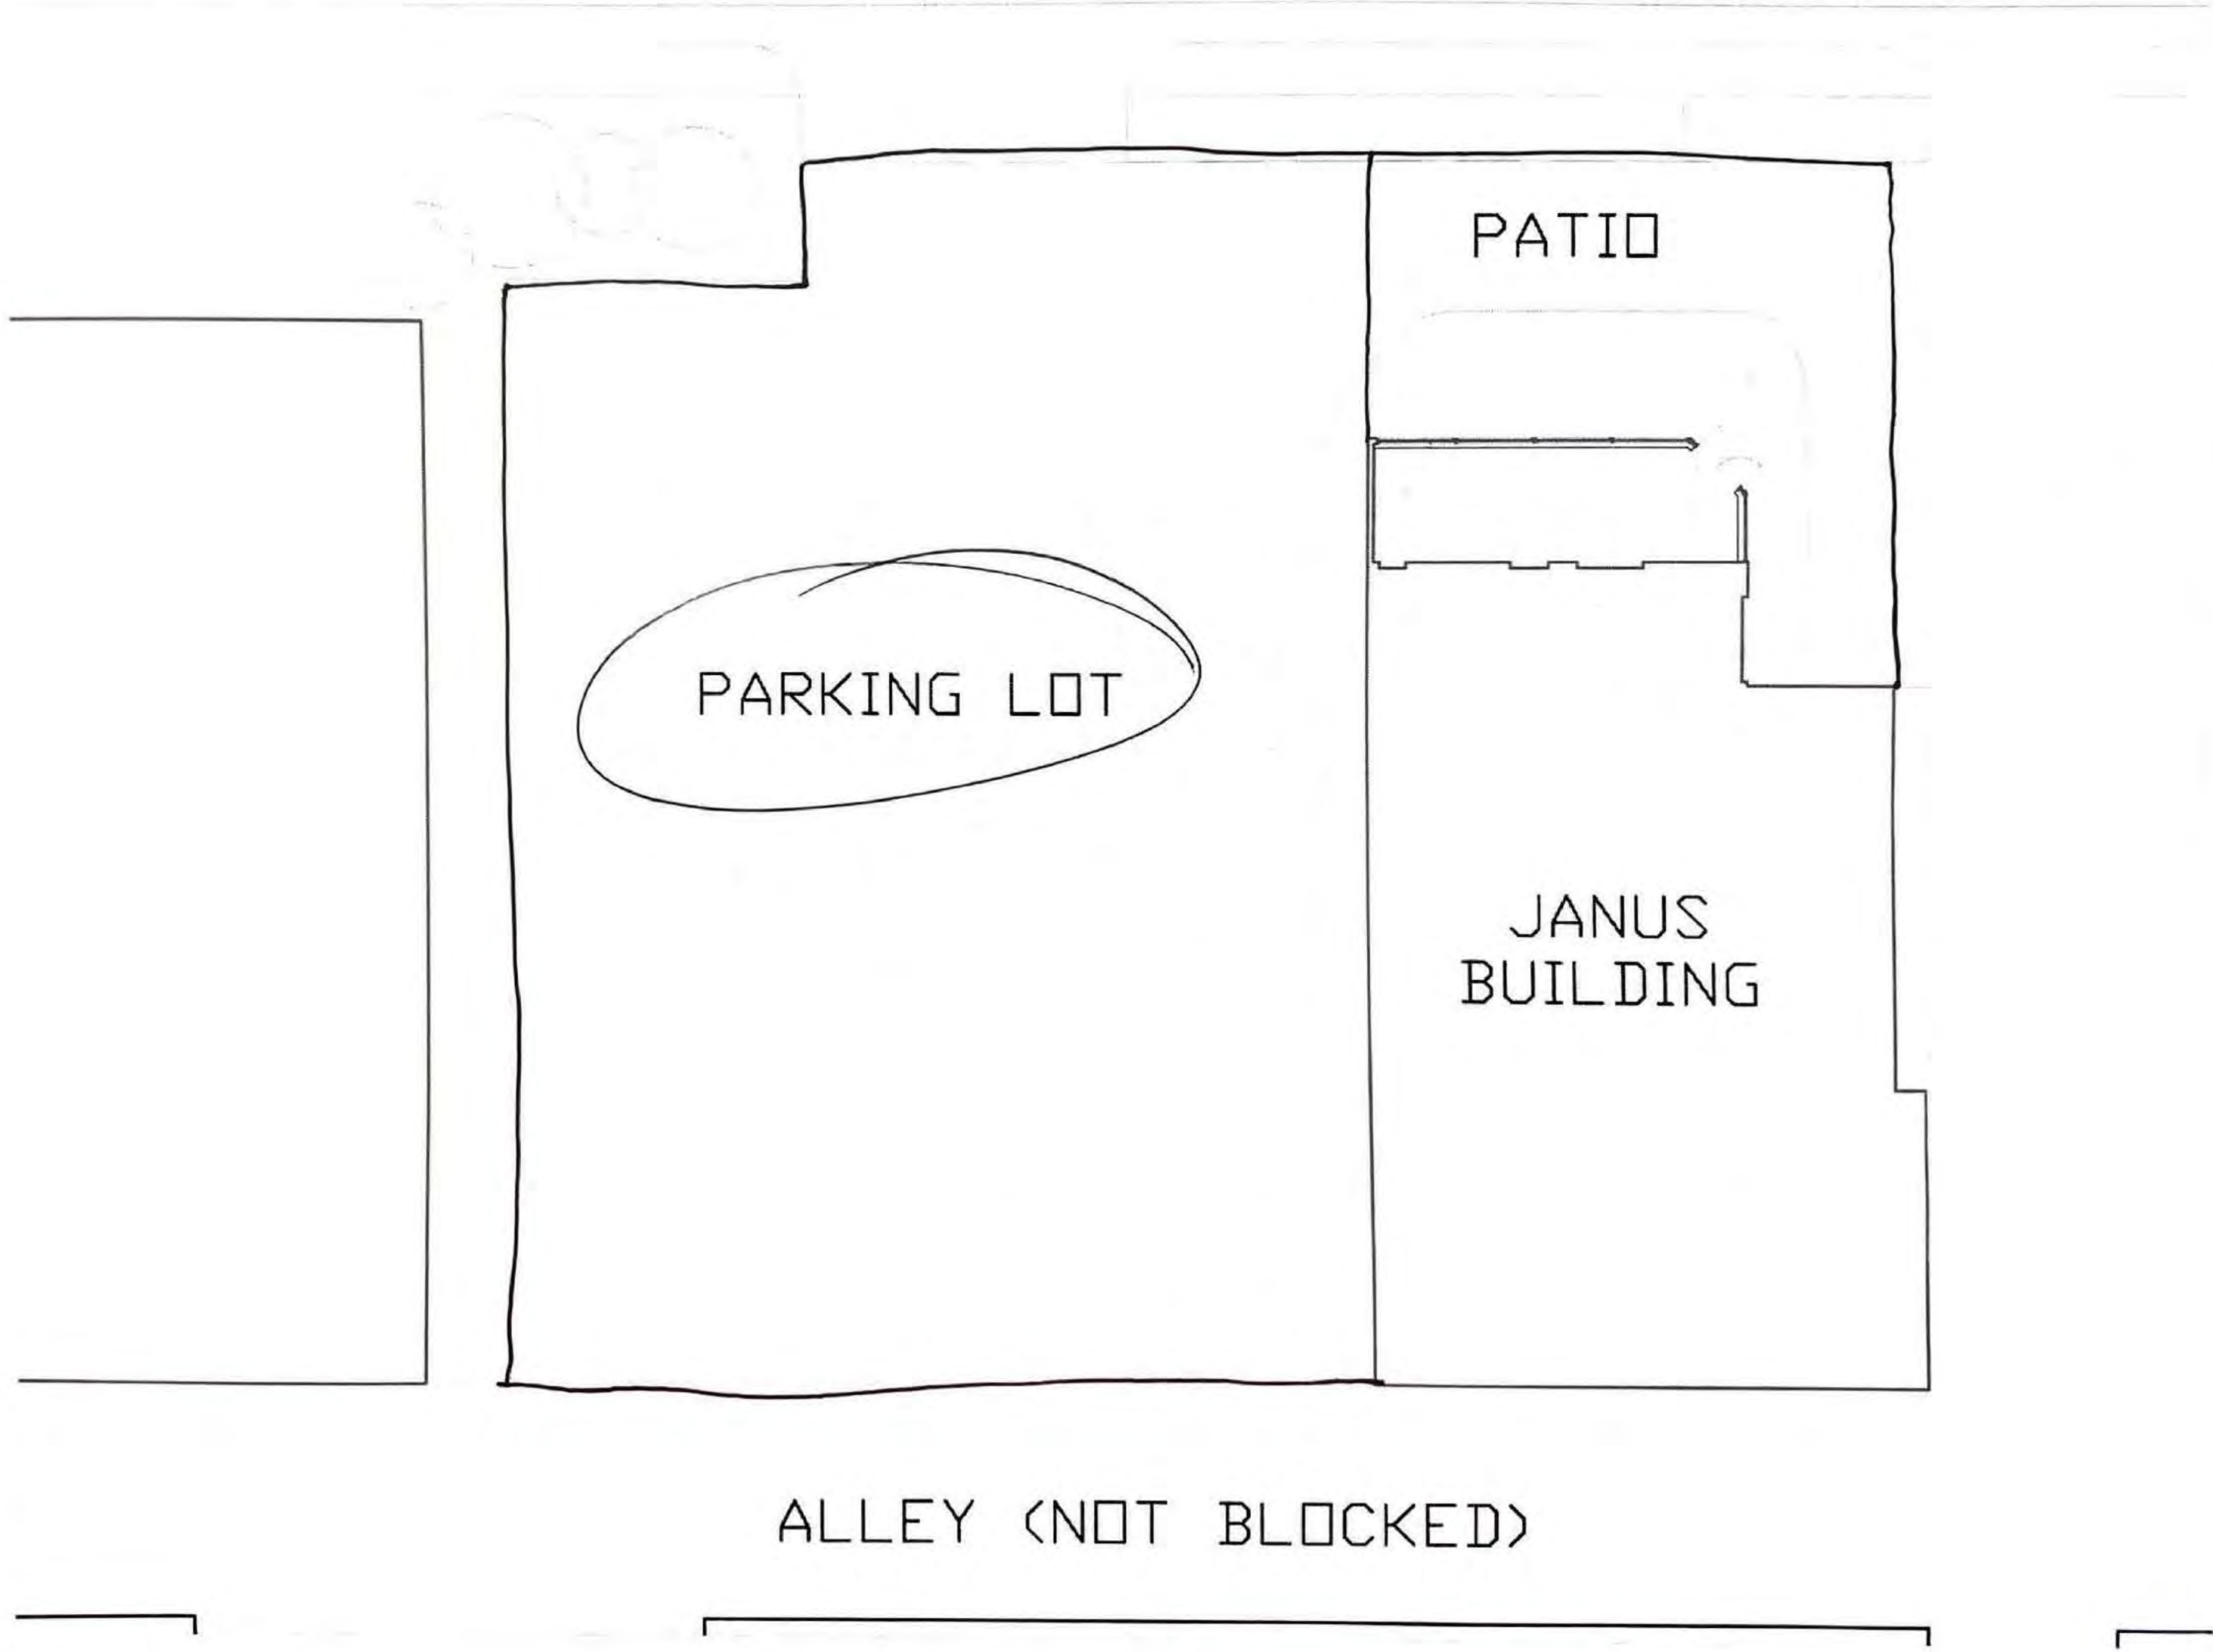 PATIO
PARKING LOT
JANUS
BUILDING
ALLEY (NOT BLOCKED)